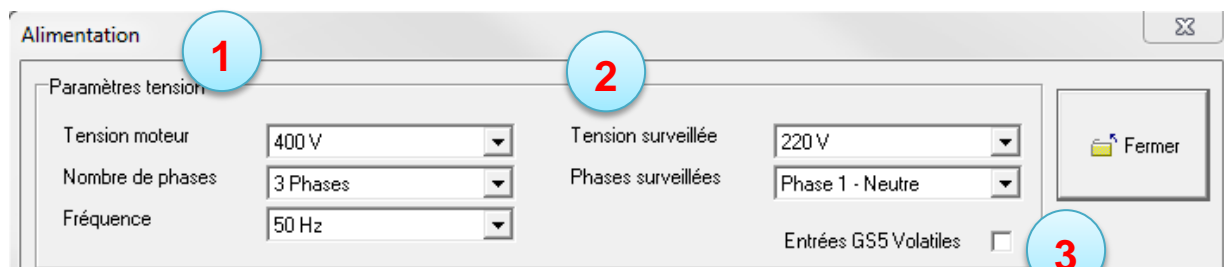 Alimentation
1
2
Paramètres tension
Tension moteur 400 V Tension surveillée 220 V Fermer
Nombre de phases 3 Phases Phases surveillées Phase 1 - Neutre
Fréquence 50 Hz
Entrées GS5 Volatiles 3